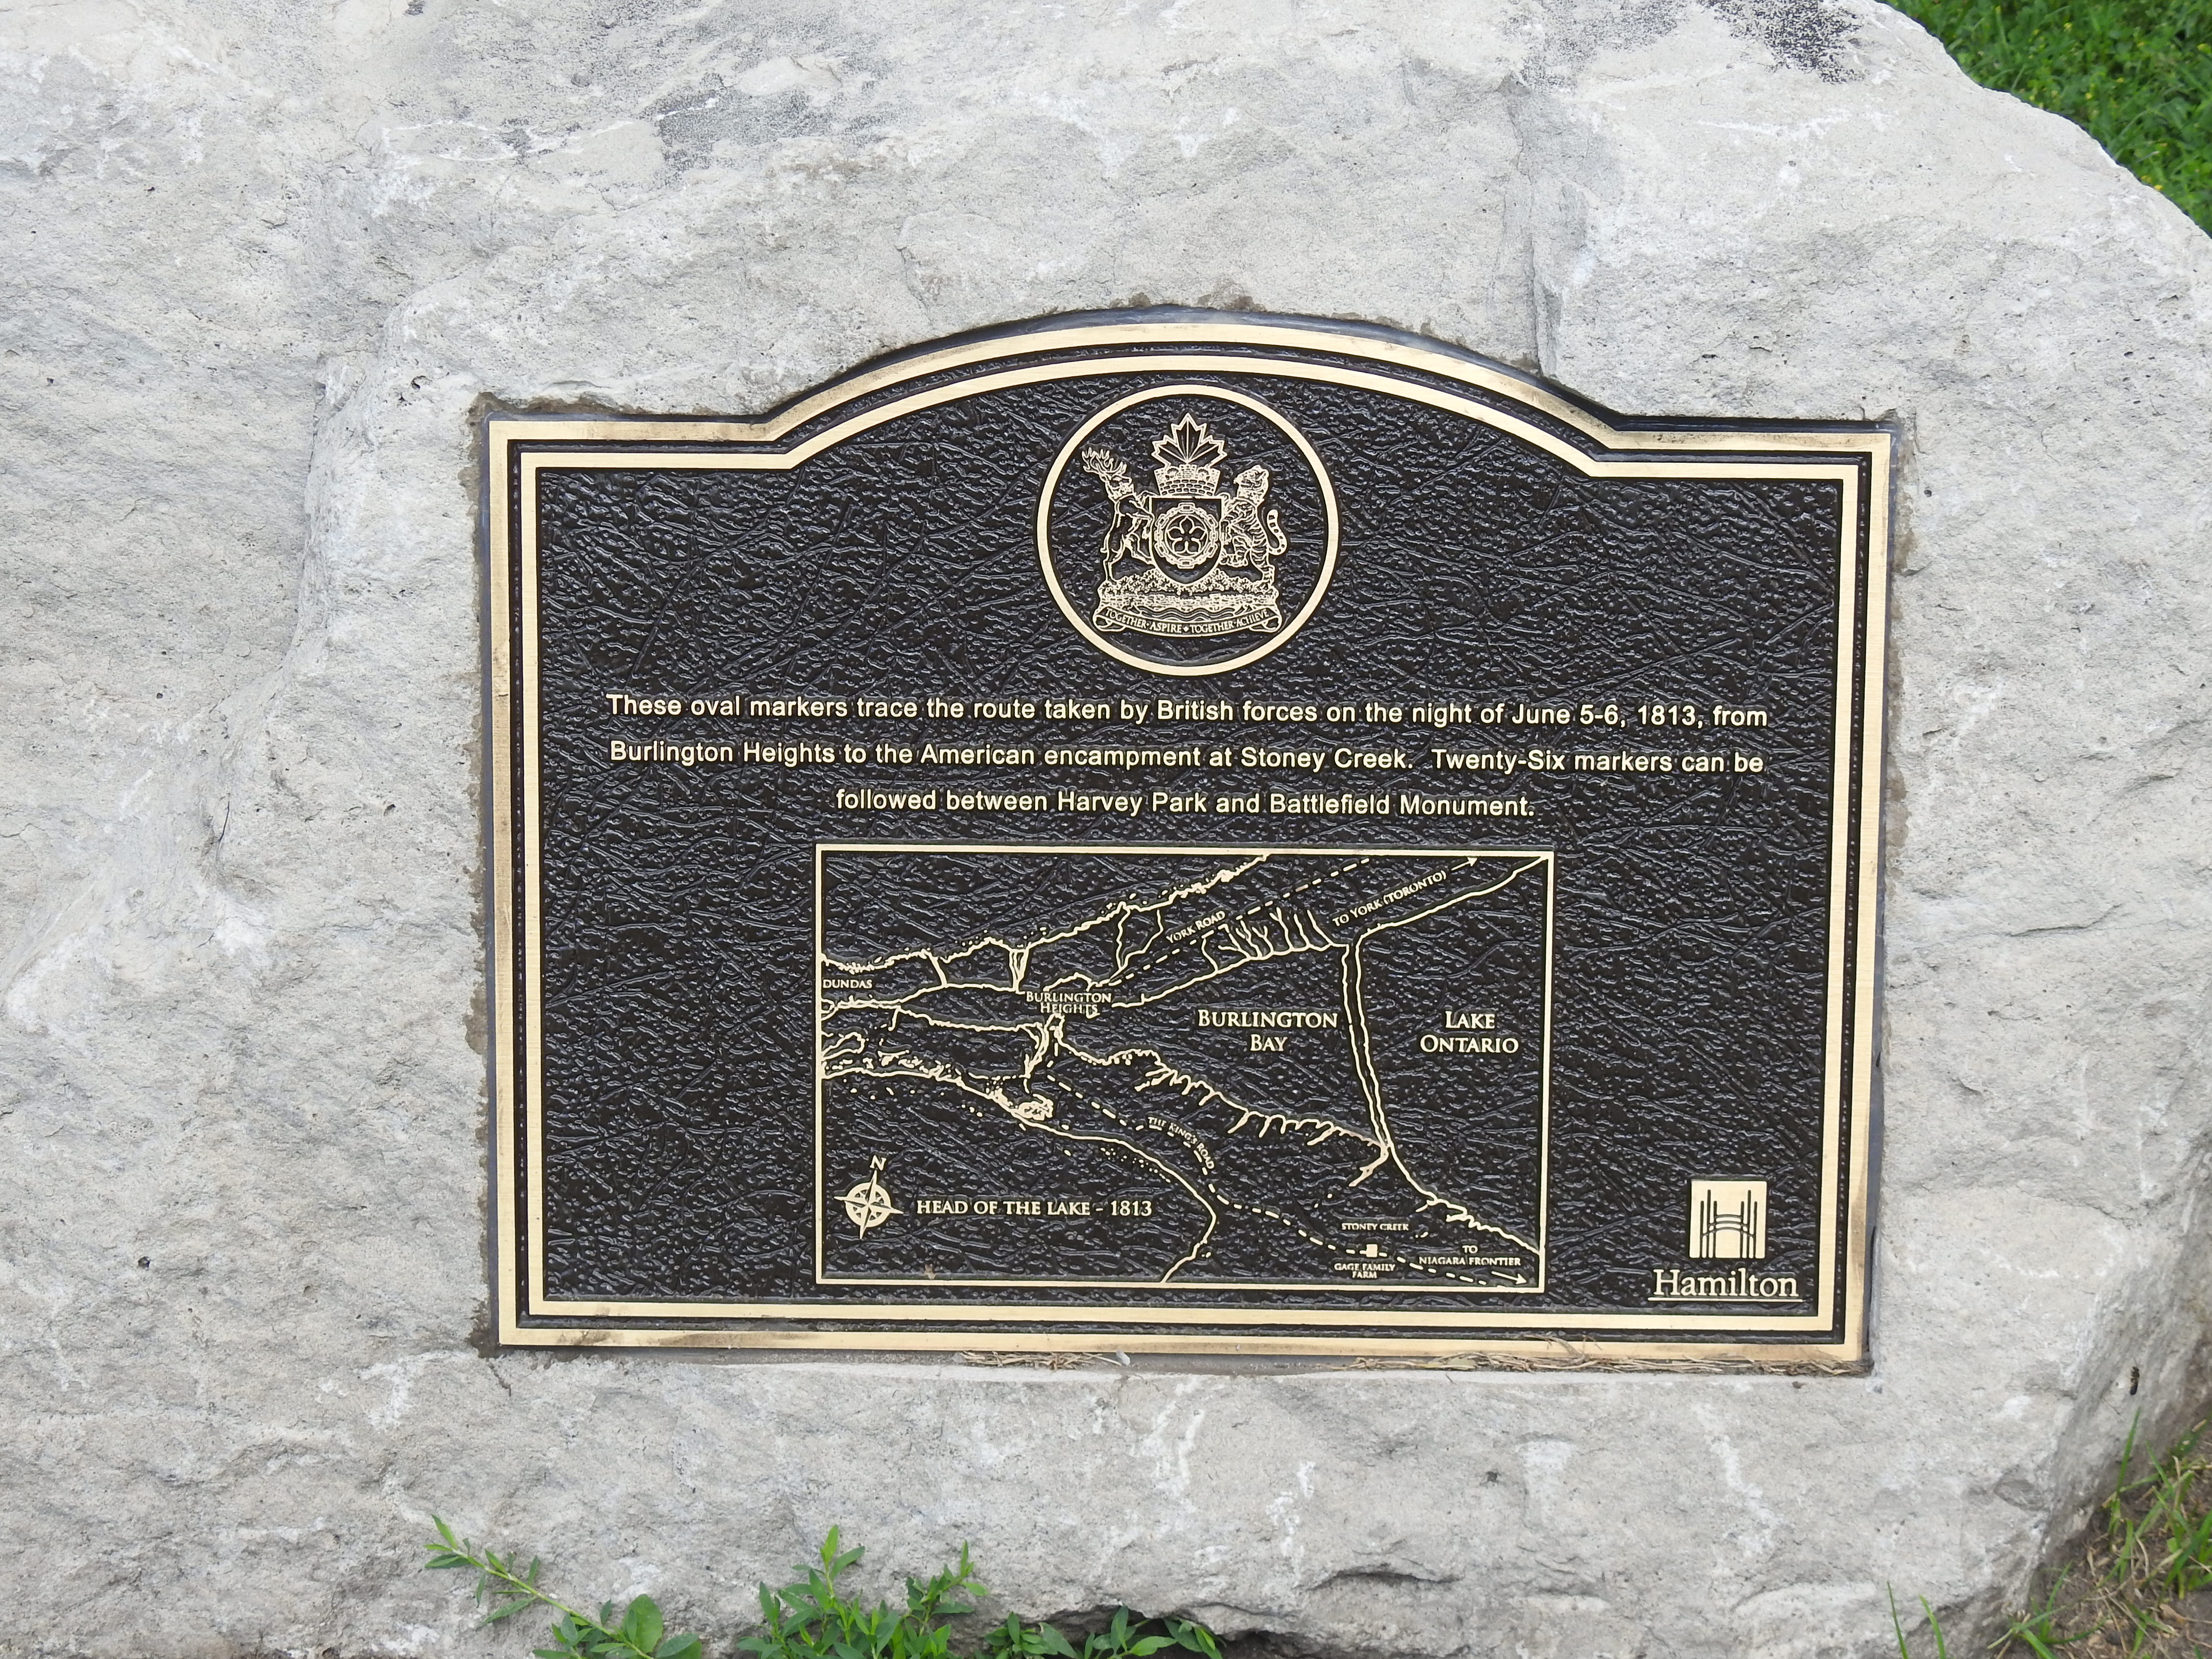 TOGETHER·ASPIRE • TOGETHER·ACHIEVE
These oval markers trace the route taken by British forces on the night of June 5-6, 1813, from
Burlington Heights to the American encampment at Stoney Creek. Twenty-Six markers can be
followed between Harvey Park and Battlefield Monument.
TO YORK (TORONTO)
YORK ROAD
DUNDAS
BURLINGTON
HEIGHTS
BURLINGTON
BAY
LAKE
ONTARIO
THE KING'S ROAD
N
HEAD OF THE LAKE - 1813
STONEY CREEK
GAGE FAMILY
FARM
TO
NIAGARA FRONTIER
Hamilton